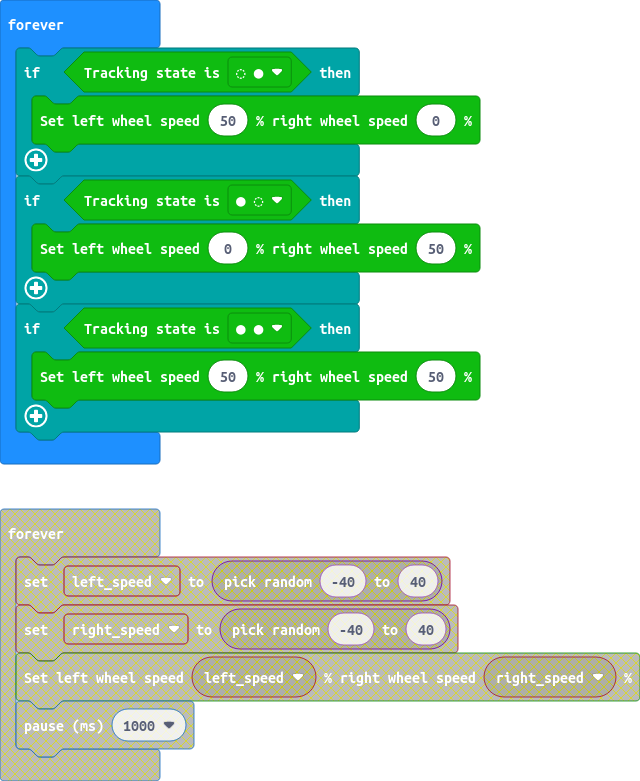 forever
if Tracking state is ◌ ● then
Set left wheel speed 50 % right wheel speed 0 %
if Tracking state is ● ◌ then
Set left wheel speed 0 % right wheel speed 50 %
if Tracking state is ● ● then
Set left wheel speed 50 % right wheel speed 50 %
forever
set left_speed to pick random -40 to 40
set right_speed to pick random -40 to 40
Set left wheel speed left_speed % right wheel speed right_speed %
pause (ms) 1000